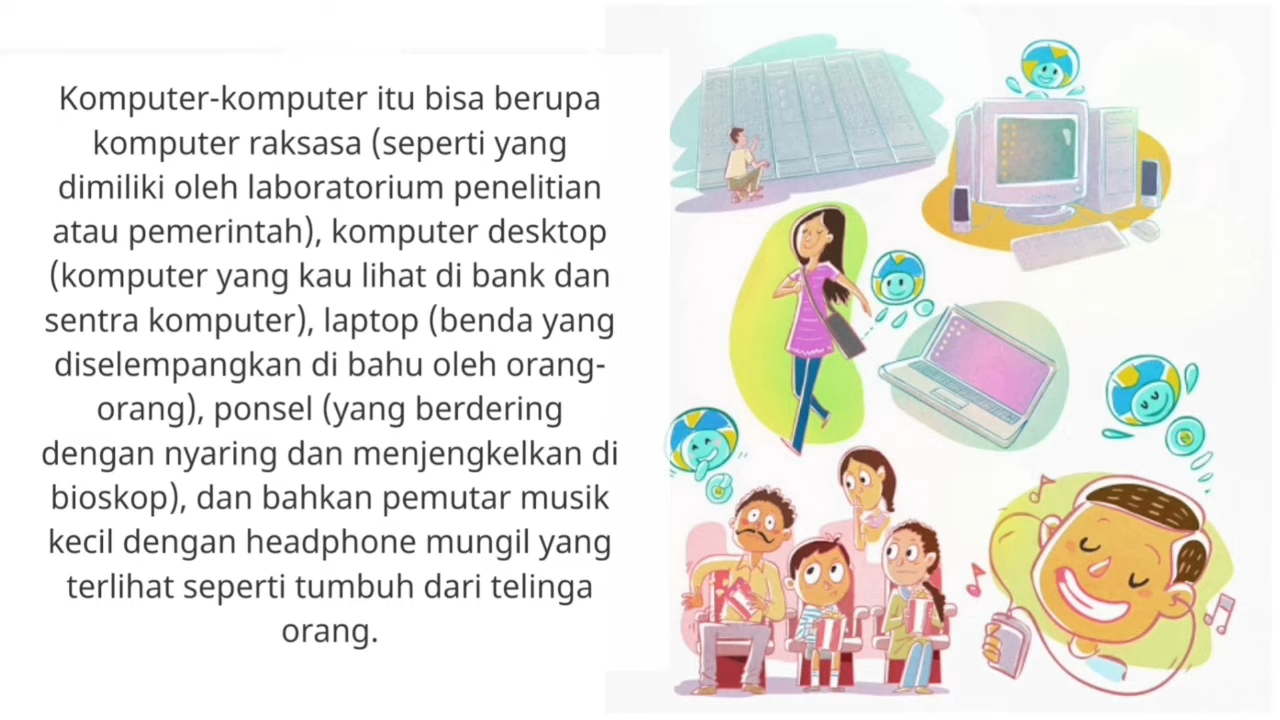 Komputer-komputer itu bisa berupa
komputer raksasa (seperti yang
dimiliki oleh laboratorium penelitian
atau pemerintah), komputer desktop
(komputer yang kau lihat di bank dan
sentra komputer), laptop (benda yang
diselempangkan di bahu oleh orang-
orang), ponsel (yang berdering
dengan nyaring dan menjengkelkan di
bioskop), dan bahkan pemutar musik
kecil dengan headphone mungil yang
terlihat seperti tumbuh dari telinga
orang.